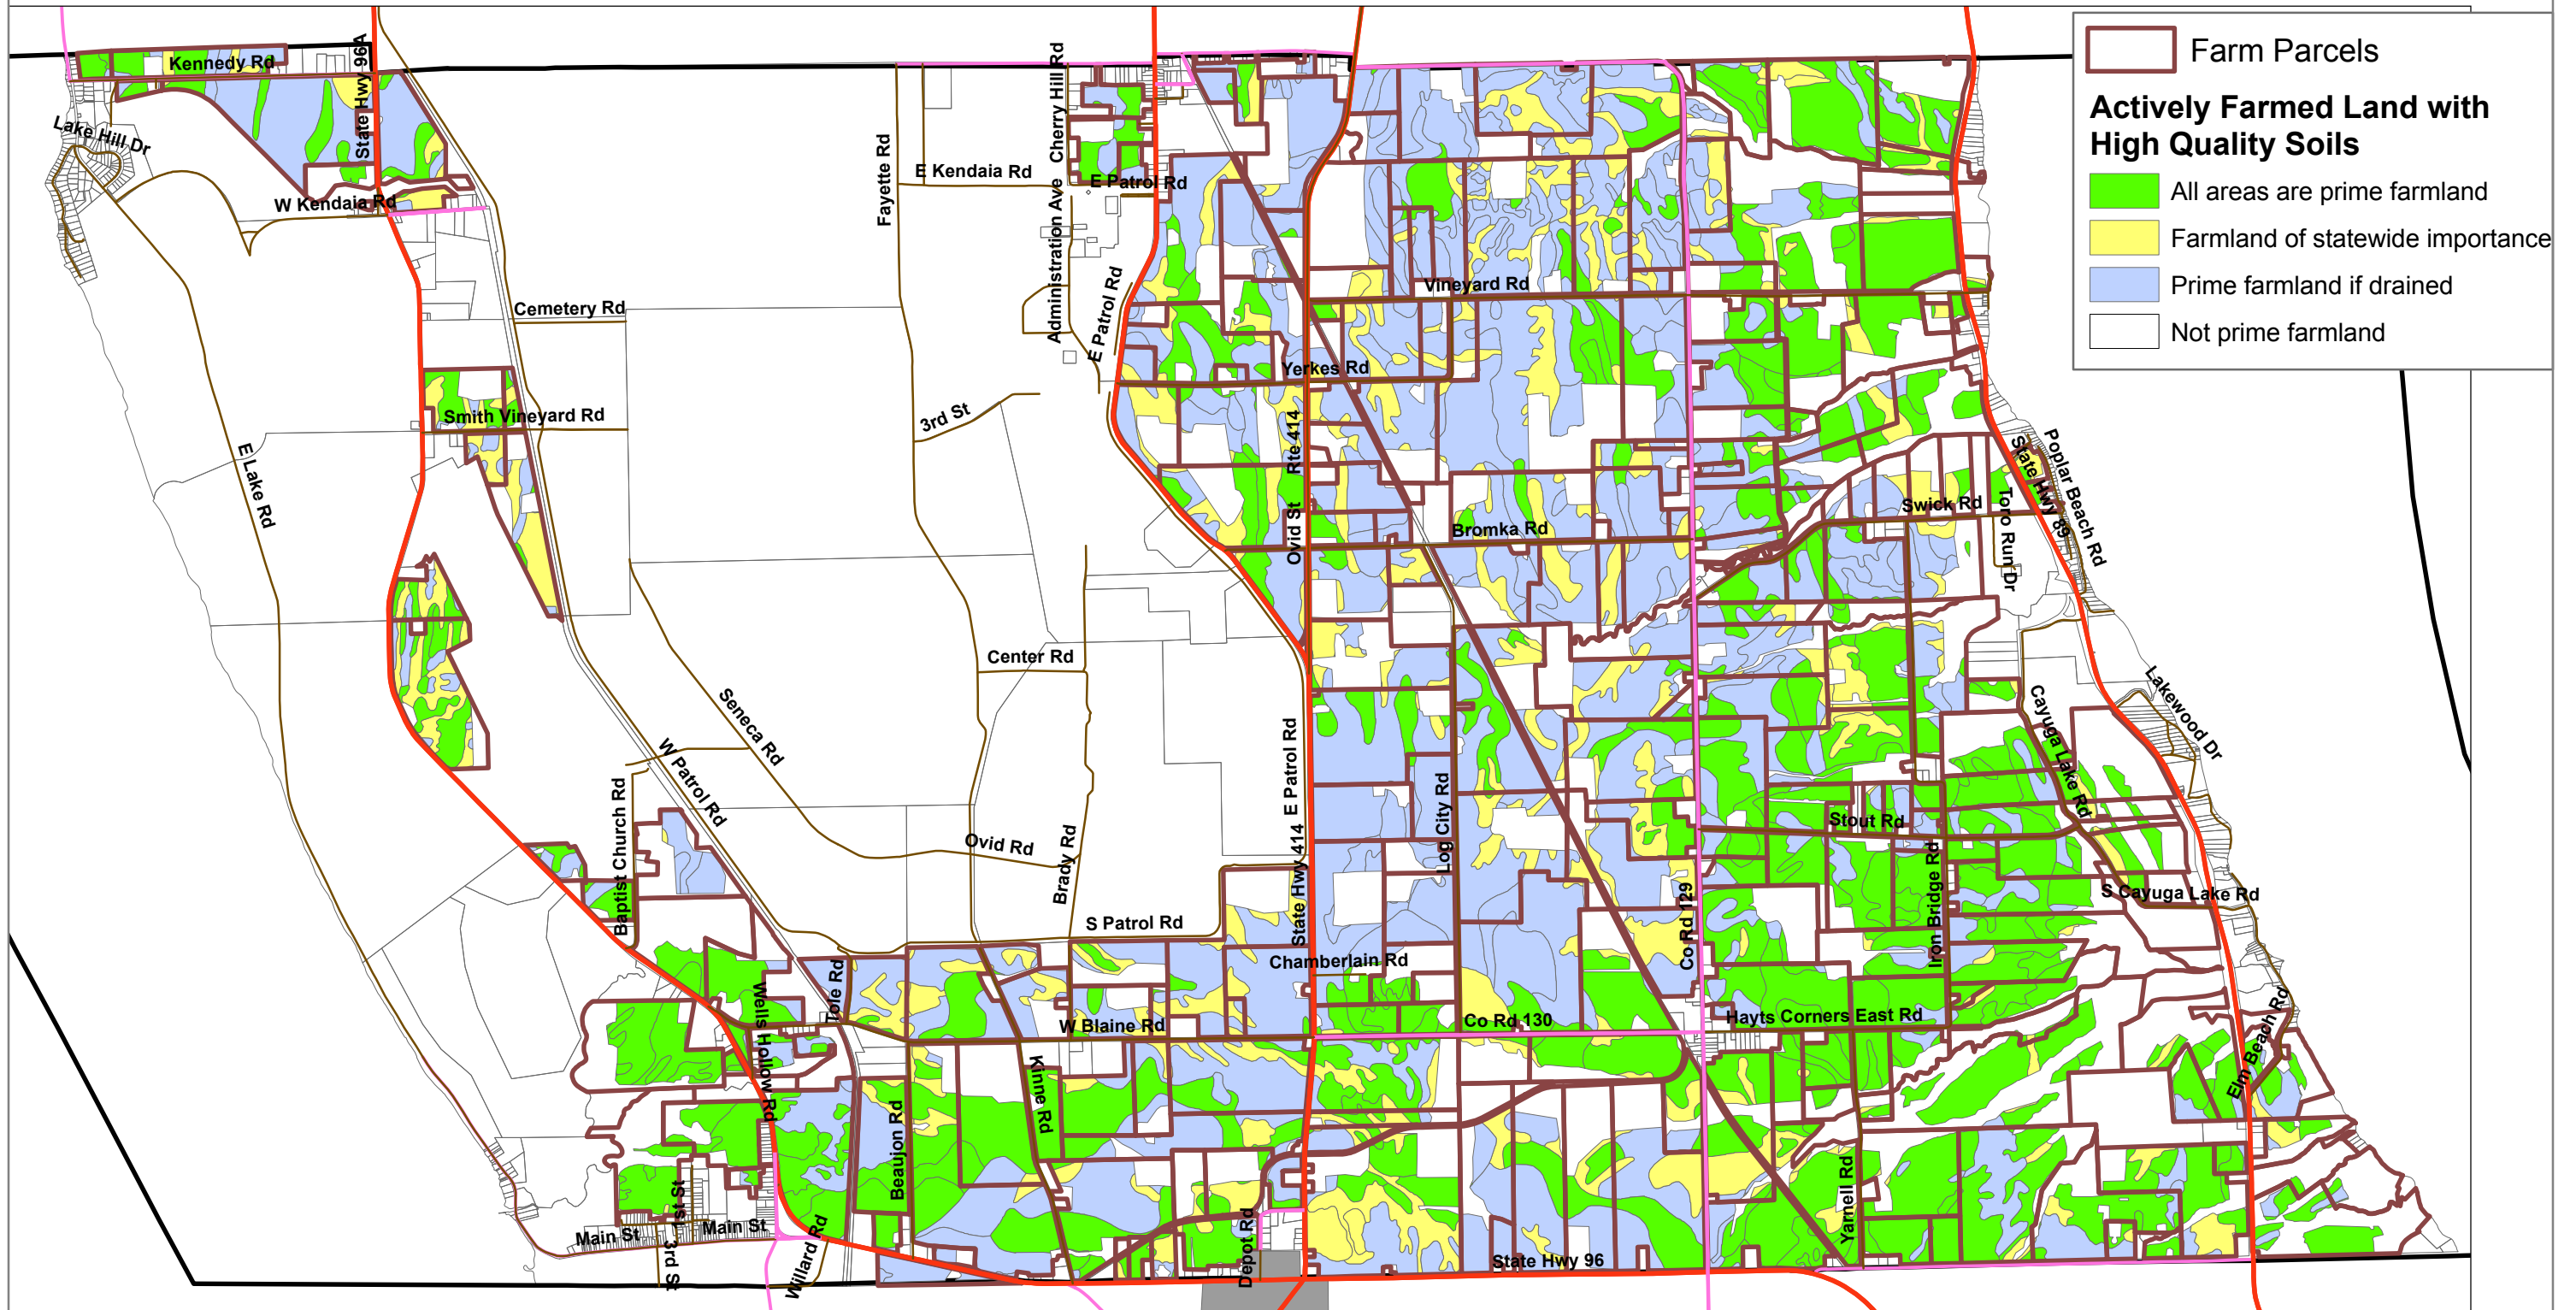 Farm Parcels
Actively Farmed Land with
High Quality Soils
All areas are prime farmland
Farmland of statewide importance
Prime farmland if drained
Not prime farmland
Kennedy Rd
State Hwy 96A
Lake Hill Dr
W Kendaia Rd
Fayette Rd
E Kendaia Rd
Cherry Hill Rd
E Patrol Rd
Administration Ave
E Patrol Rd
Cemetery Rd
Vineyard Rd
Yerkes Rd
Smith Vineyard Rd
3rd St
Rte 414
Ovid St
E Lake Rd
Bromka Rd
Swick Rd
Toro Run Dr
State Hwy 89
Poplar Beach Rd
Center Rd
Seneca Rd
W Patrol Rd
Lakewood Dr
Cayuga Lake Rd
E Patrol Rd
State Hwy 414
Log City Rd
Baptist Church Rd
Ovid Rd
Brady Rd
Stout Rd
Iron Bridge Rd
S Cayuga Lake Rd
Co Rd 129
S Patrol Rd
Chamberlain Rd
Tole Rd
Wells Hollow Rd
W Blaine Rd
Co Rd 130
Hayts Corners East Rd
Elm Beach Rd
Kinne Rd
Beaujon Rd
Yarnell Rd
1st St
Main St
Main St
3rd St
Willard Rd
Depot Rd
State Hwy 96